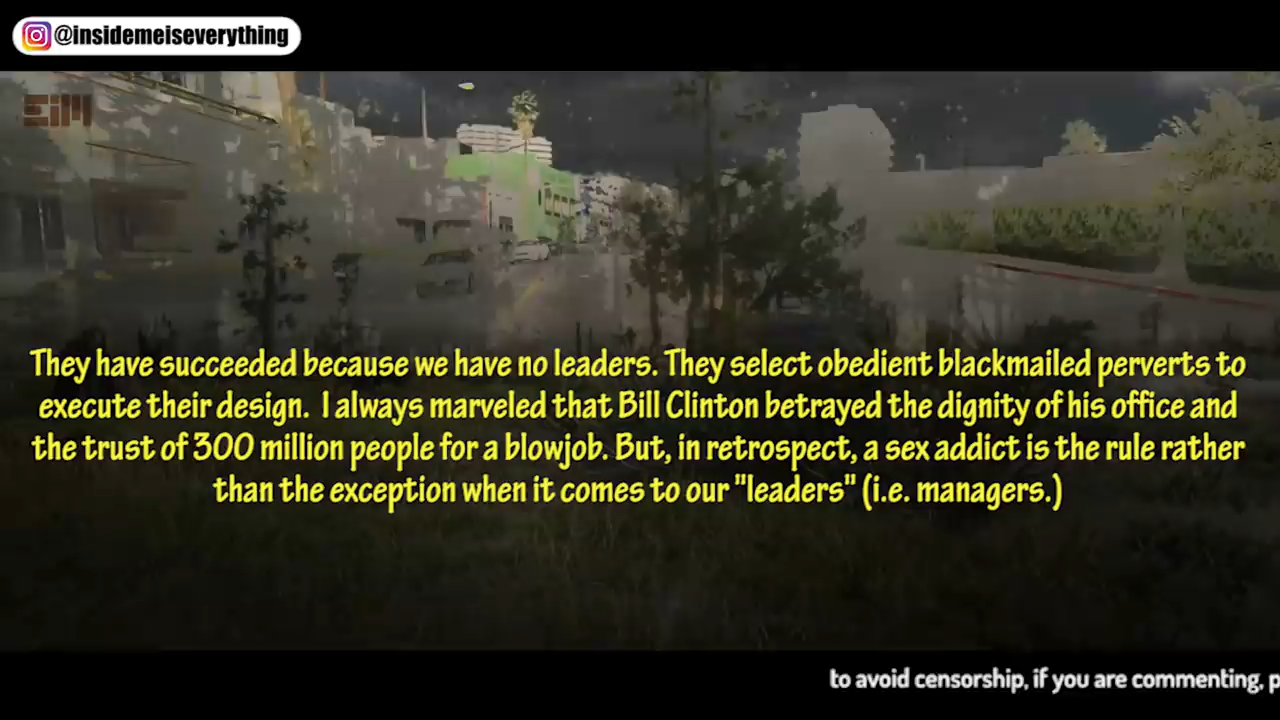 @insidemeiseverything
EiM
They have succeeded because we have no leaders. They select obedient blackmailed perverts to
execute their design. I always marveled that Bill Clinton betrayed the dignity of his office and
the trust of 300 million people for a blowjob. But, in retrospect, a sex addict is the rule rather
than the exception when it comes to our "leaders" (i.e. managers.)
to avoid censorship, if you are commenting, p